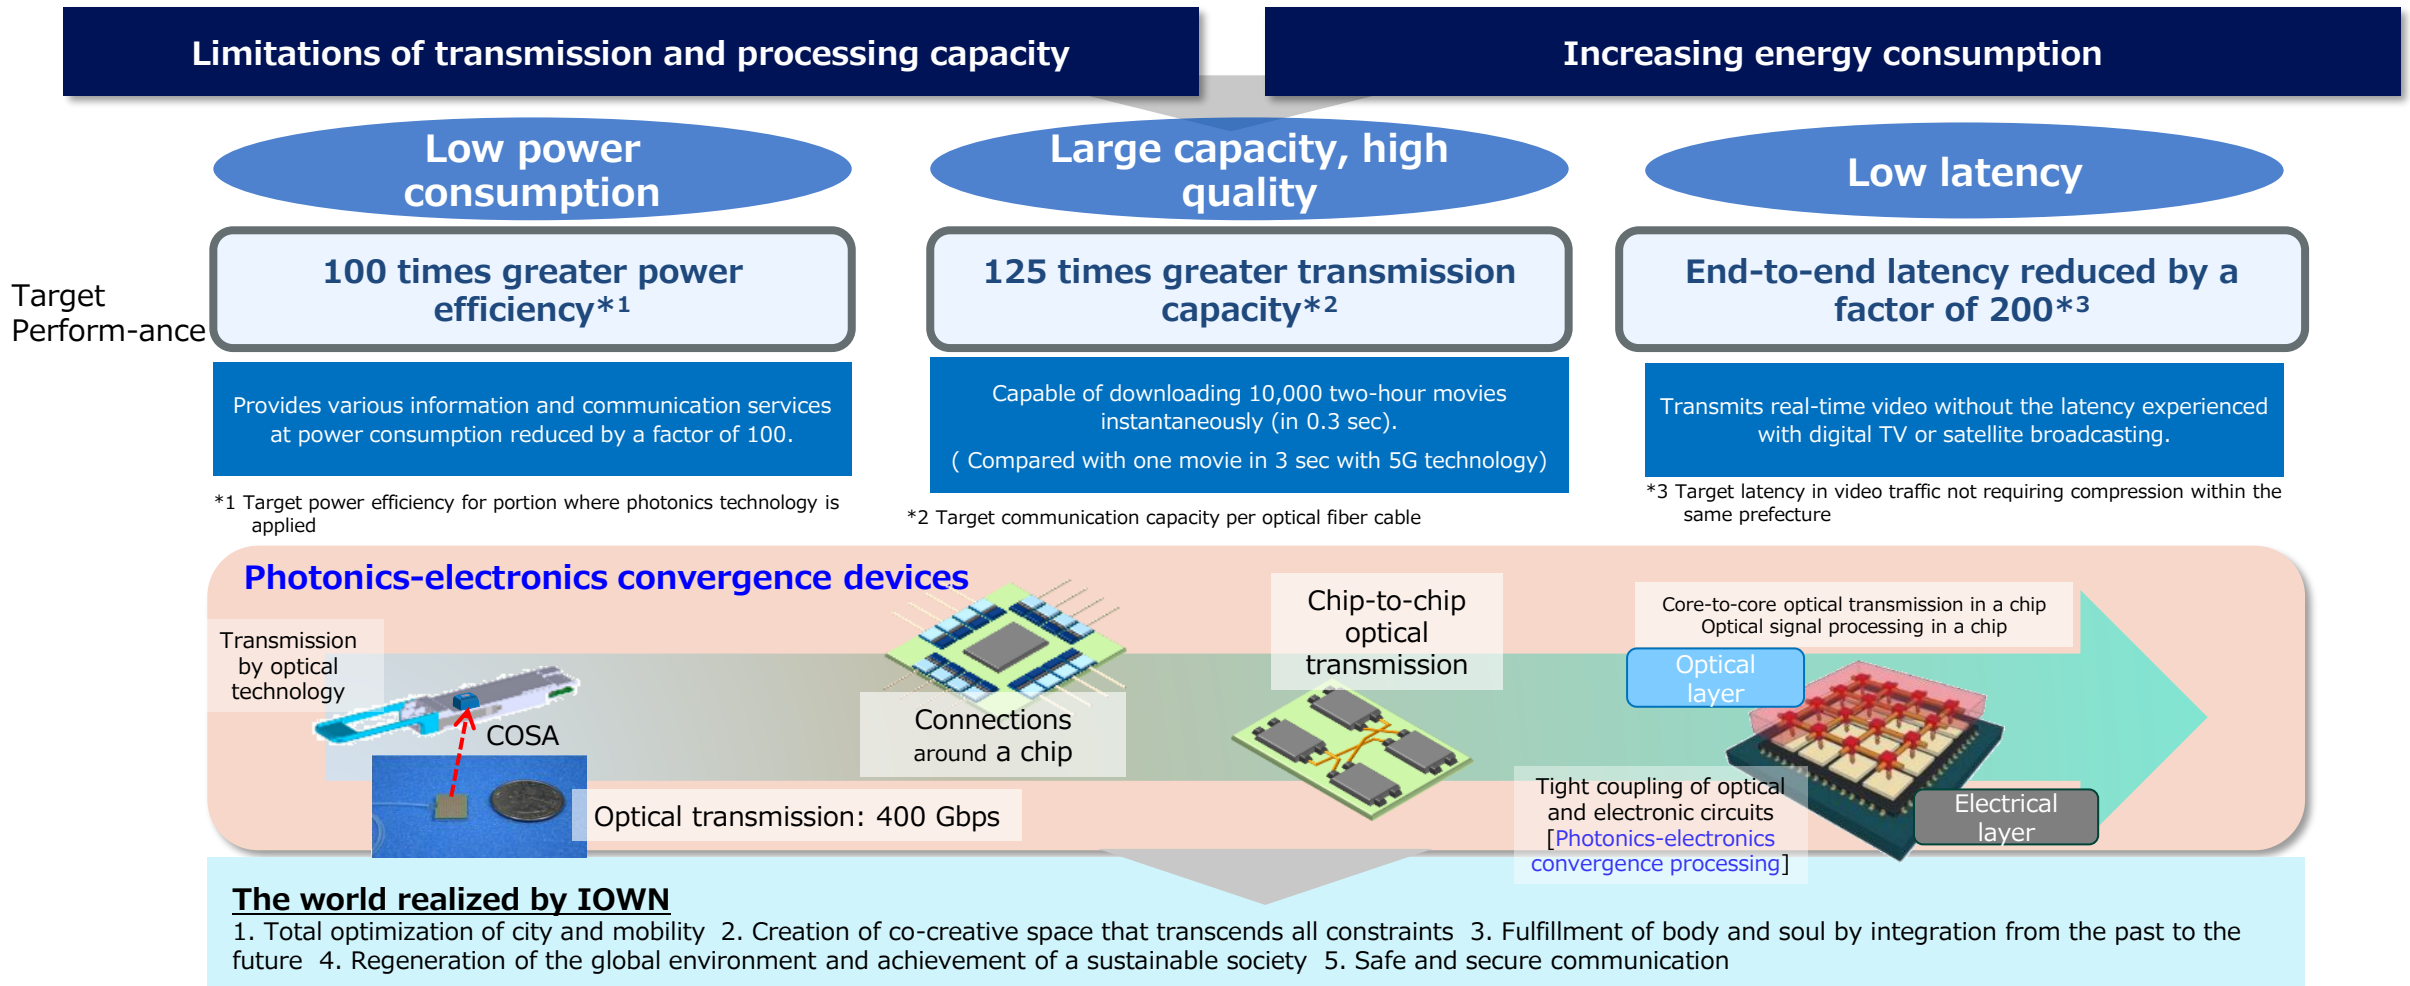 Limitations of transmission and processing capacity
Increasing energy consumption
Low power
consumption
Large capacity, high
quality
Low latency
Target
Perform-ance
100 times greater power
efficiency*1
125 times greater transmission
capacity*2
End-to-end latency reduced by a
factor of 200*3
Provides various information and communication services
at power consumption reduced by a factor of 100.
Capable of downloading 10,000 two-hour movies
instantaneously (in 0.3 sec).
( Compared with one movie in 3 sec with 5G technology)
Transmits real-time video without the latency experienced
with digital TV or satellite broadcasting.
*1 Target power efficiency for portion where photonics technology is
applied
*2 Target communication capacity per optical fiber cable
*3 Target latency in video traffic not requiring compression within the
same prefecture
Photonics-electronics convergence devices
Transmission
by optical
technology
COSA
Optical transmission: 400 Gbps
Connections
around a chip
Chip-to-chip
optical
transmission
Core-to-core optical transmission in a chip
Optical signal processing in a chip
Optical
layer
Tight coupling of optical
and electronic circuits
[Photonics-electronics
convergence processing]
Electrical
layer
The world realized by IOWN
1. Total optimization of city and mobility  2. Creation of co-creative space that transcends all constraints  3. Fulfillment of body and soul by integration from the past to the
future  4. Regeneration of the global environment and achievement of a sustainable society  5. Safe and secure communication